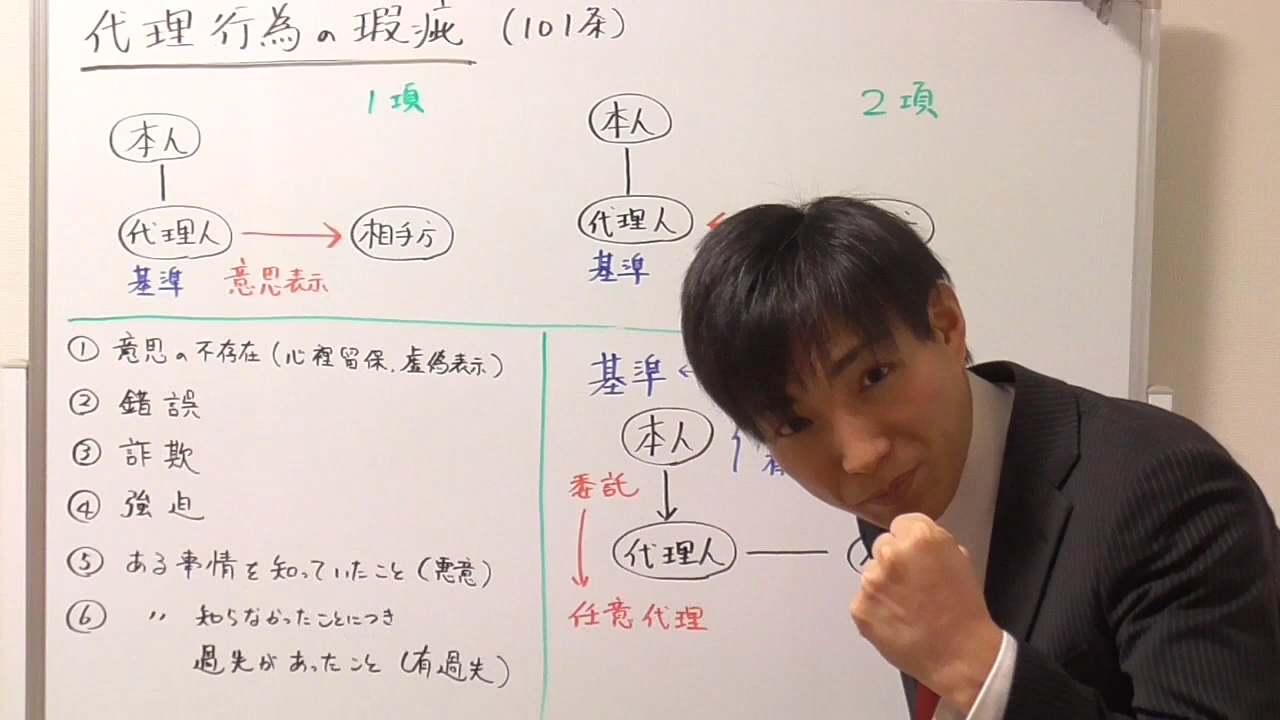 代理行為の瑕疵 (101条)
1項
本人
代理人
相手方
基準 意思表示
2項
本人
代理人
基準
① 意思の不存在(心裡留保, 虚偽表示)
② 錯誤
③ 詐欺
④ 強迫
⑤ ある事情を知っていたこと(悪意)
⑥ 〃 知らなかったことにつき
過失があったこと(有過失)
基準 ←
本人
委託
代理人
任意代理